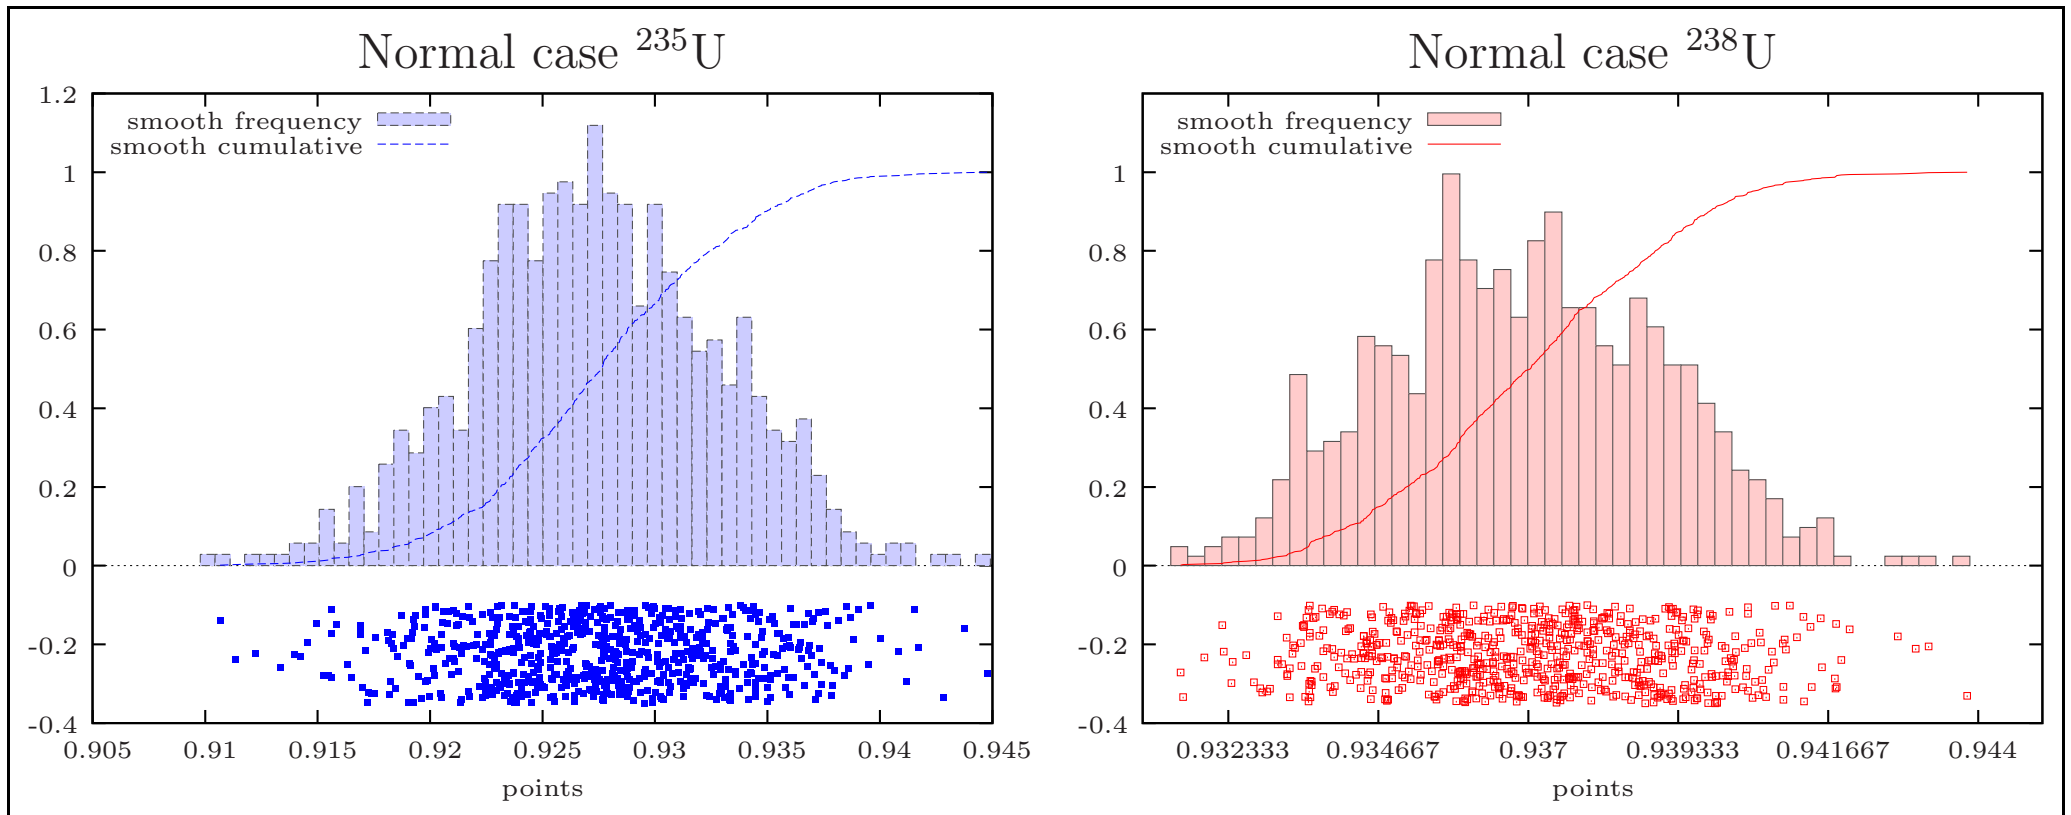 Normal case ²³⁵U
smooth frequency
smooth cumulative
1.2
1
0.8
0.6
0.4
0.2
0
-0.2
-0.4
0.905 0.91 0.915 0.92 0.925 0.93 0.935 0.94 0.945
points
Normal case ²³⁸U
smooth frequency
smooth cumulative
1
0.8
0.6
0.4
0.2
0
-0.2
-0.4
0.932333 0.934667 0.937 0.939333 0.941667 0.944
points